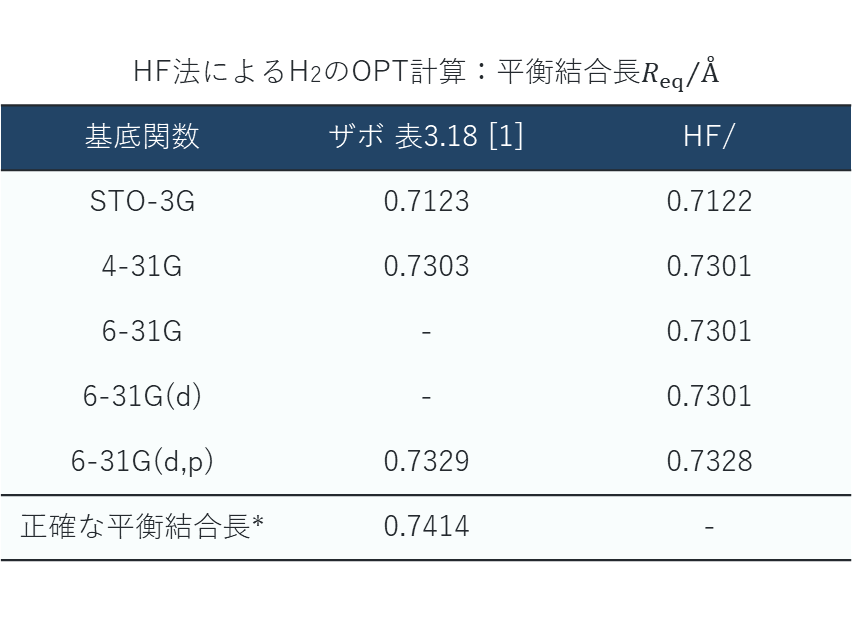 HF法によるH2のOPT計算：平衡結合長Req/Å
基底関数 ザボ 表3.18 [1] HF/
STO-3G 0.7123 0.7122
4-31G 0.7303 0.7301
6-31G - 0.7301
6-31G(d) - 0.7301
6-31G(d,p) 0.7329 0.7328
正確な平衡結合長* 0.7414 -